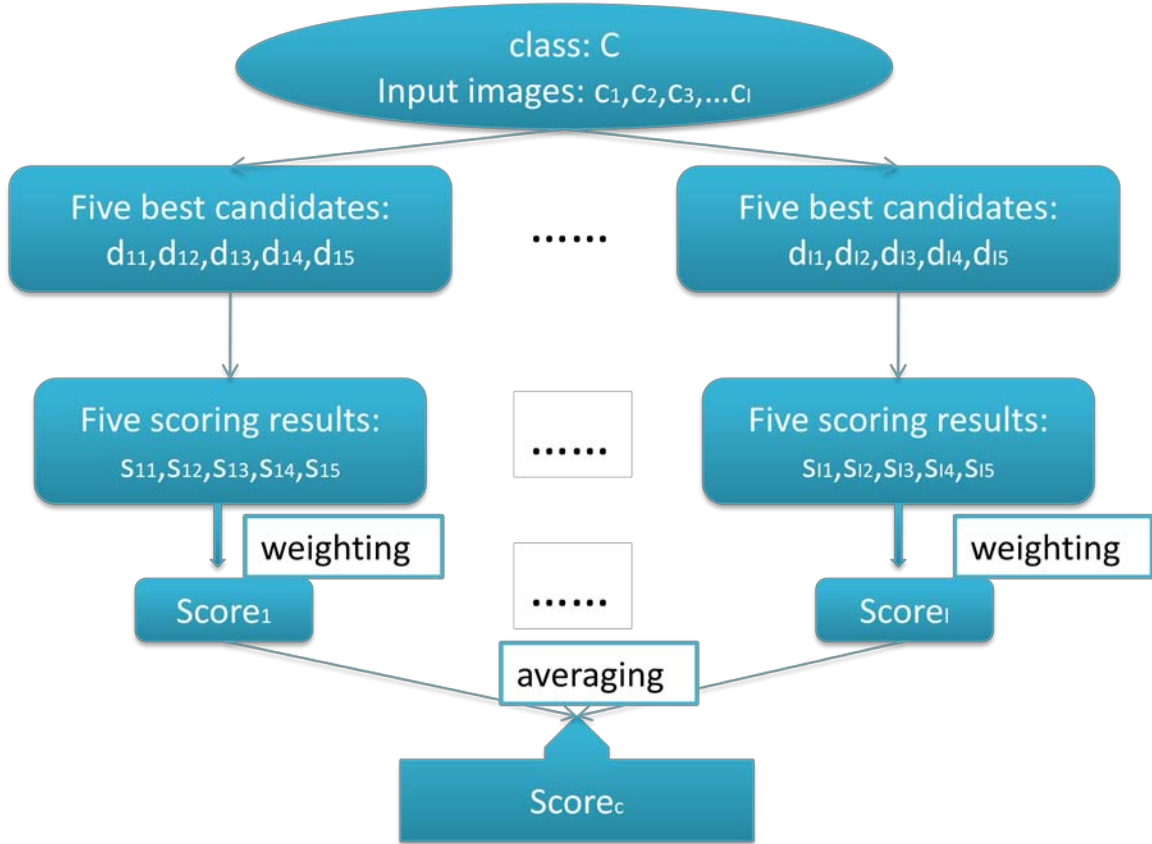 class: C
Input images: c₁,c₂,c₃,...cₗ
Five best candidates:
d₁₁,d₁₂,d₁₃,d₁₄,d₁₅
......
Five best candidates:
dₗ₁,dₗ₂,dₗ₃,dₗ₄,dₗ₅
Five scoring results:
s₁₁,s₁₂,s₁₃,s₁₄,s₁₅
......
Five scoring results:
sₗ₁,sₗ₂,sₗ₃,sₗ₄,sₗ₅
weighting
......
weighting
Score₁
Scoreₗ
averaging
Scorec